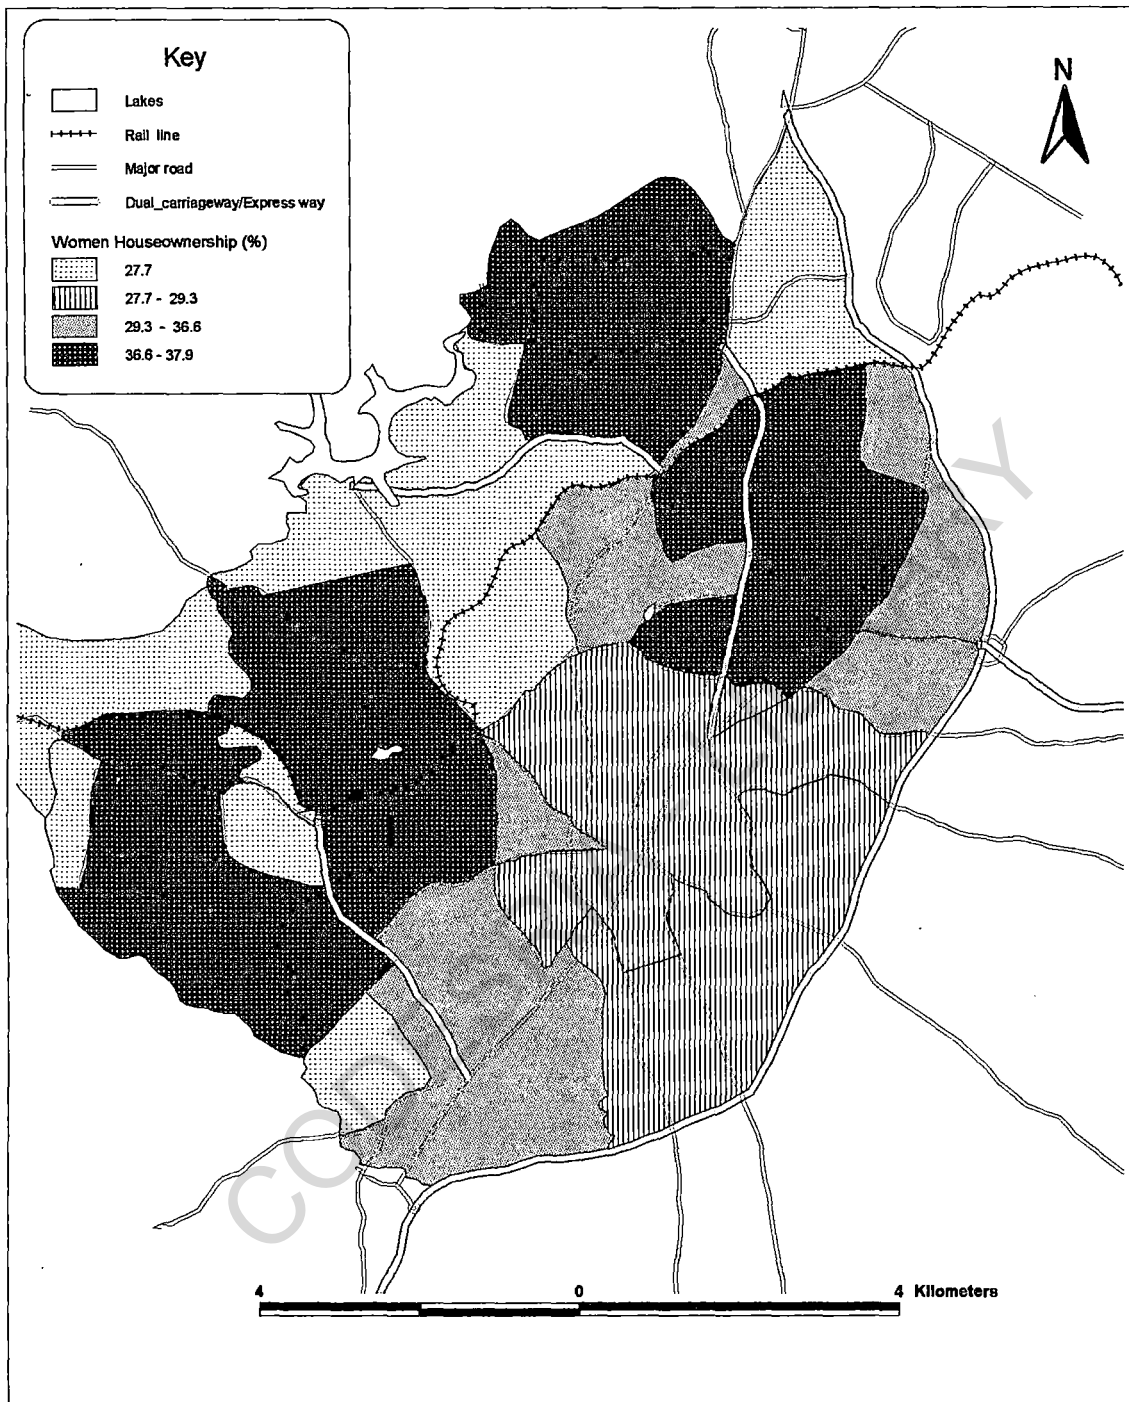 Key
Lakes
Rail line
Major road
Dual_carriageway/Express way
Women Houseownership (%)
27.7
27.7 - 29.3
29.3 - 36.6
36.6 - 37.9
N
4 0 4 Kilometers